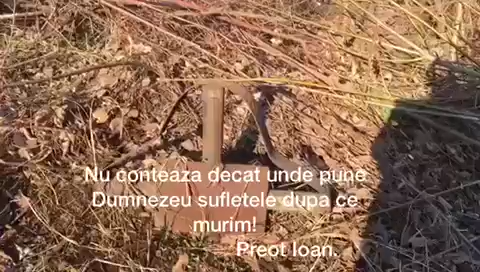 Nu conteaza decat unde pune
Dumnezeu sufletele dupa ce
murim!
Preot Ioan.